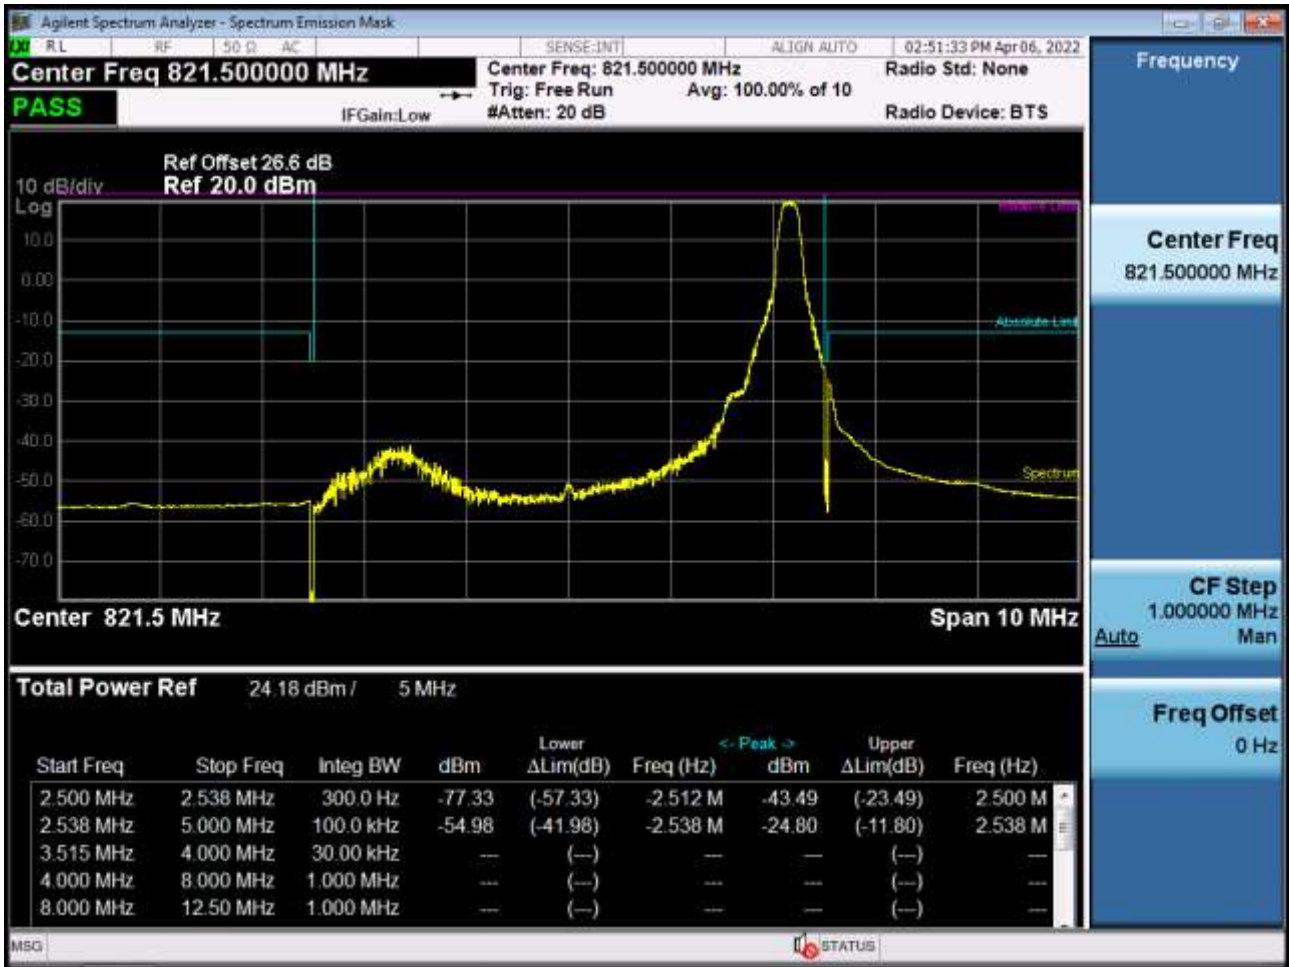 Agilent Spectrum Analyzer - Spectrum Emission Mask
LXI RL RF 50 Ω AC SENSE:INT ALIGN AUTO 02:51:33 PM Apr 06, 2022
Center Freq 821.500000 MHz
Center Freq: 821.500000 MHz Radio Std: None
Trig: Free Run Avg: 100.00% of 10
PASS IFGain:Low #Atten: 20 dB Radio Device: BTS
Ref Offset 26.6 dB
10 dB/div Ref 20.0 dBm
Log
10.0
0.00
-10.0
Absolute Limit
-20.0
-30.0
-40.0
-50.0
Spectrum
-60.0
-70.0
Center 821.5 MHz Span 10 MHz
Total Power Ref 24.18 dBm / 5 MHz
Lower <- Peak -> Upper
Start Freq Stop Freq Integ BW dBm ΔLim(dB) Freq (Hz) dBm ΔLim(dB) Freq (Hz)
2.500 MHz 2.538 MHz 300.0 Hz -77.33 (-57.33) -2.512 M -43.49 (-23.49) 2.500 M
2.538 MHz 5.000 MHz 100.0 kHz -54.98 (-41.98) -2.538 M -24.80 (-11.80) 2.538 M
3.515 MHz 4.000 MHz 30.00 kHz --- (---) --- --- (---) ---
4.000 MHz 8.000 MHz 1.000 MHz --- (---) --- --- (---) ---
8.000 MHz 12.50 MHz 1.000 MHz --- (---) --- --- (---) ---
MSG STATUS
Frequency
Center Freq
821.500000 MHz
CF Step
1.000000 MHz
Auto Man
Freq Offset
0 Hz